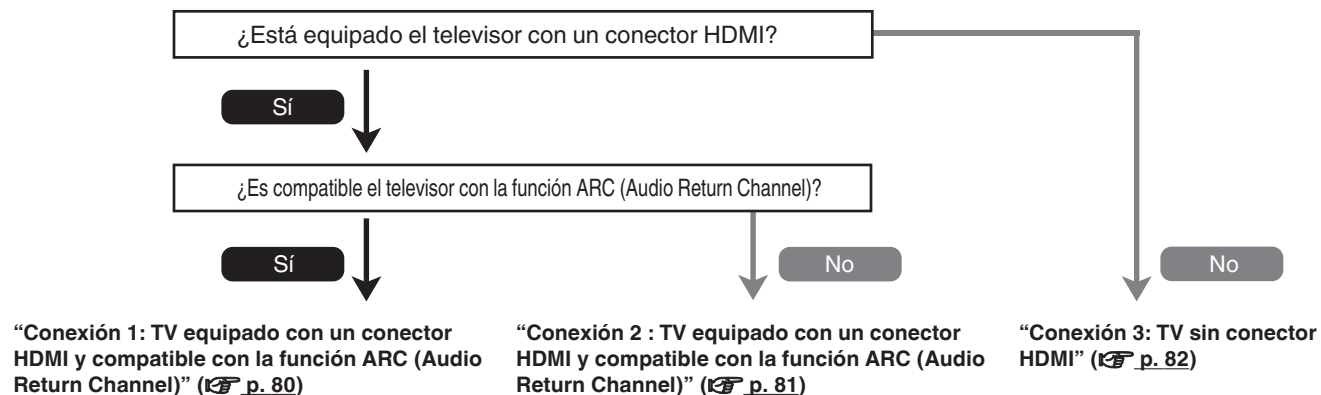 ¿Está equipado el televisor con un conector HDMI?
Sí
¿Es compatible el televisor con la función ARC (Audio Return Channel)?
Sí
No
No
“Conexión 1: TV equipado con un conector
HDMI y compatible con la función ARC (Audio
Return Channel)” (☞ p. 80)
“Conexión 2 : TV equipado con un conector
HDMI y compatible con la función ARC (Audio
Return Channel)” (☞ p. 81)
“Conexión 3: TV sin conector
HDMI” (☞ p. 82)